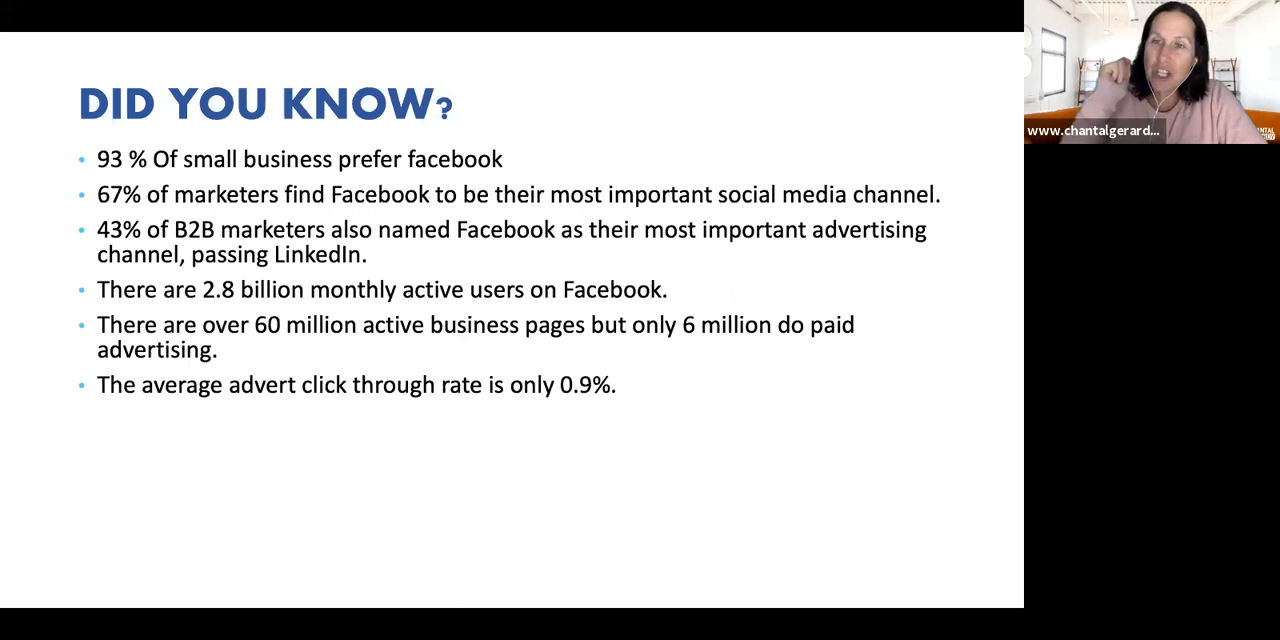 DID YOU KNOW?
• 93 % Of small business prefer facebook
• 67% of marketers find Facebook to be their most important social media channel.
• 43% of B2B marketers also named Facebook as their most important advertising
channel, passing LinkedIn.
• There are 2.8 billion monthly active users on Facebook.
• There are over 60 million active business pages but only 6 million do paid
advertising.
• The average advert click through rate is only 0.9%.
www.chantalgerard...